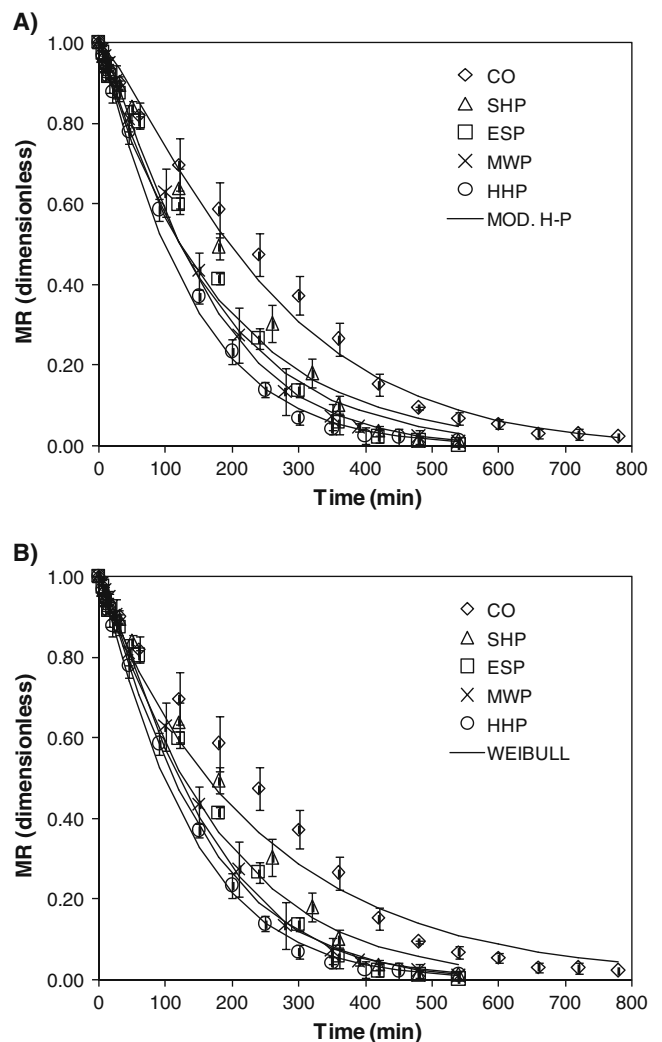 A)
1.00
0.80
0.60
0.40
0.20
0.00
MR (dimensionless)
CO
SHP
ESP
MWP
HHP
MOD. H-P
0 100 200 300 400 500 600 700 800
Time (min)
B)
1.00
0.80
0.60
0.40
0.20
0.00
MR (dimensionless)
CO
SHP
ESP
MWP
HHP
WEIBULL
0 100 200 300 400 500 600 700 800
Time (min)